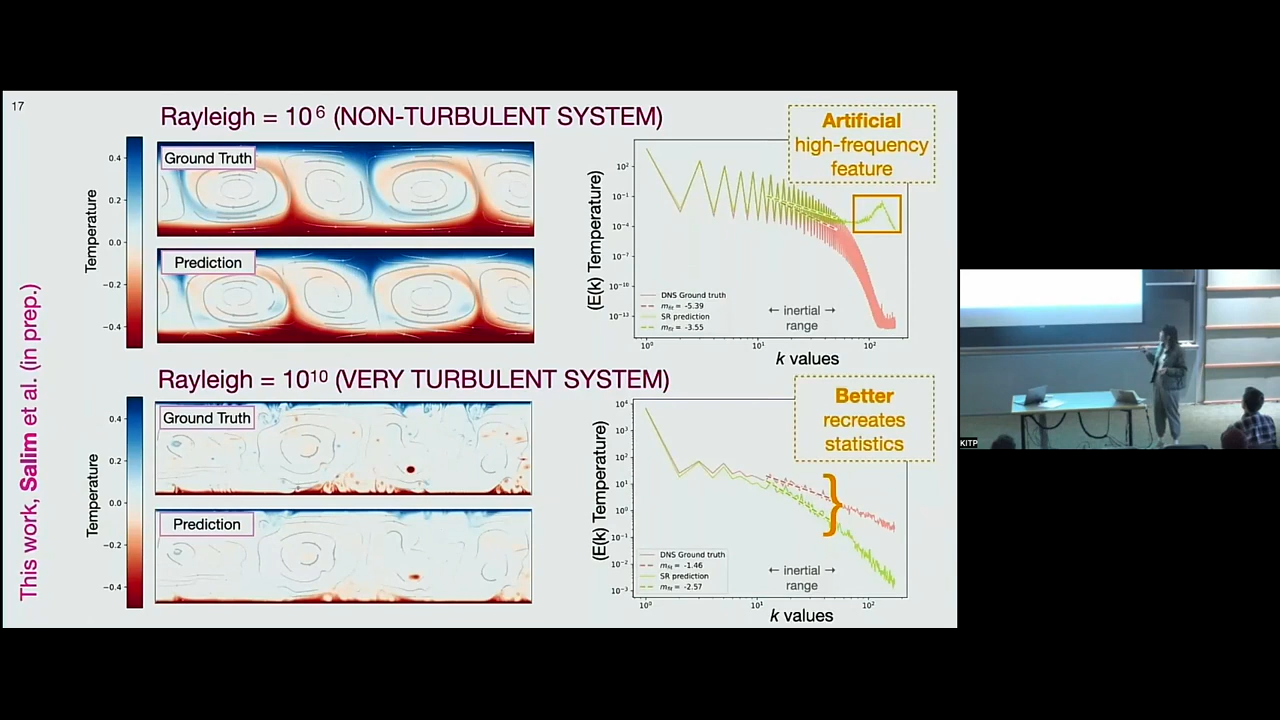 17
Rayleigh = 10⁶ (NON-TURBULENT SYSTEM)
Artificial
high-frequency
feature
Ground Truth
Prediction
Temperature
0.4
0.2
0.0
−0.2
−0.4
(E(k) Temperature)
10²
10⁻¹
10⁻⁴
10⁻⁷
10⁻¹⁰
10⁻¹³
DNS Ground truth
m_fit = -5.39
SR prediction
m_fit = -3.55
← inertial →
range
10⁰
10¹
10²
k values
This work, Salim et al. (in prep.)
Rayleigh = 10¹⁰ (VERY TURBULENT SYSTEM)
Better
recreates
statistics
Ground Truth
Prediction
Temperature
0.4
0.2
0.0
−0.2
−0.4
(E(k) Temperature)
10⁴
10³
10²
10¹
10⁰
10⁻¹
10⁻²
10⁻³
DNS Ground truth
m_fit = -1.46
SR prediction
m_fit = -2.57
← inertial →
range
10⁰
10¹
10²
k values
KITP